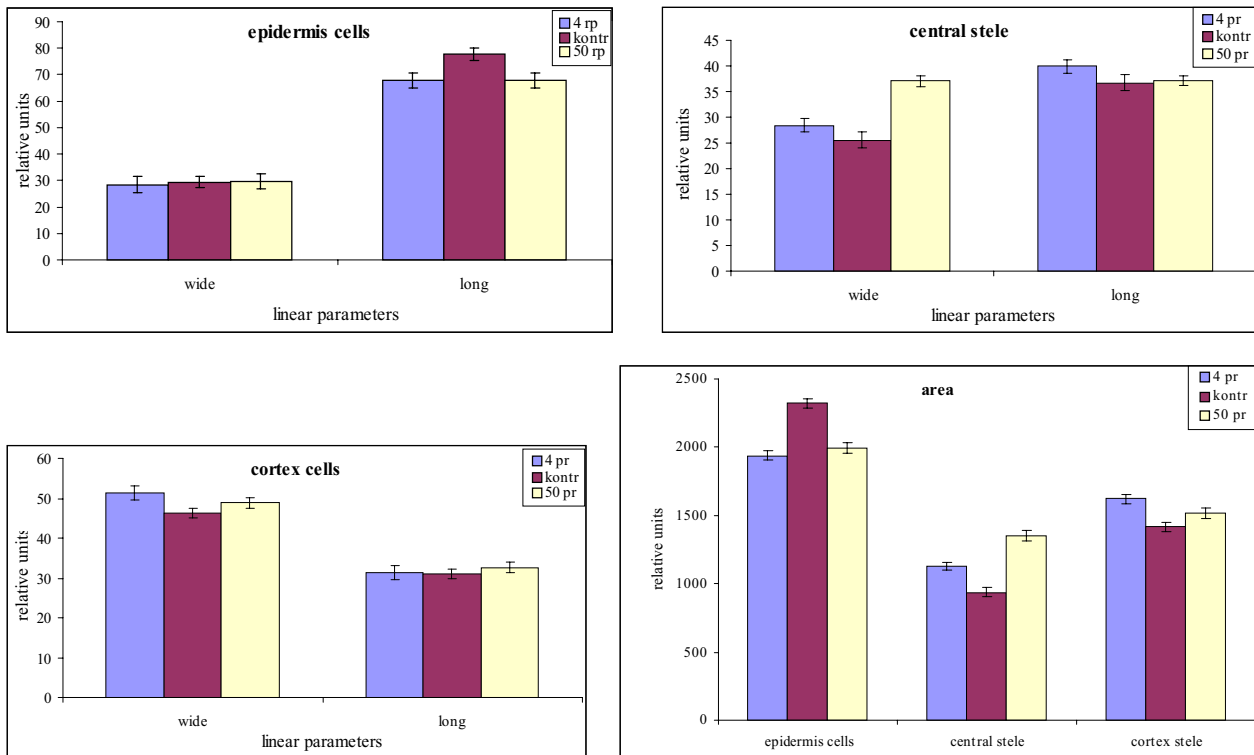 epidermis cells
4 rp
kontr
50 rp
relative units
90
80
70
60
50
40
30
20
10
0
wide long
linear parameters
central stele
4 pr
kontr
50 pr
relative units
45
40
35
30
25
20
15
10
5
0
wide long
linear parameters
cortex cells
4 pr
kontr
50 pr
relative units
60
50
40
30
20
10
0
wide long
linear parameters
area
4 pr
kontr
50 pr
relative units
2500
2000
1500
1000
500
0
epidermis cells central stele cortex stele